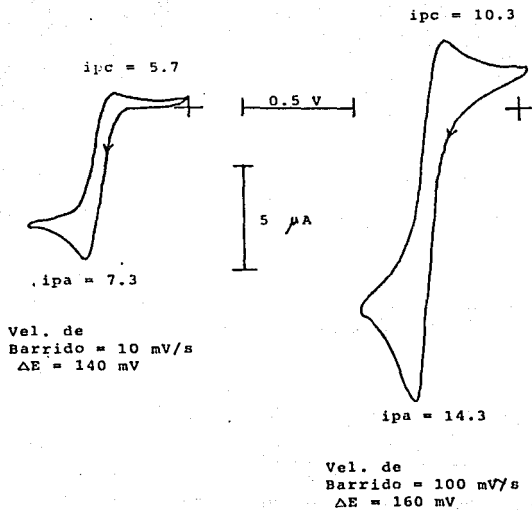 ipc = 5.7
ipa = 7.3
Vel. de
Barrido = 10 mV/s
ΔE = 140 mV
0.5 V
5 μA
ipc = 10.3
ipa = 14.3
Vel. de
Barrido = 100 mV/s
ΔE = 160 mV